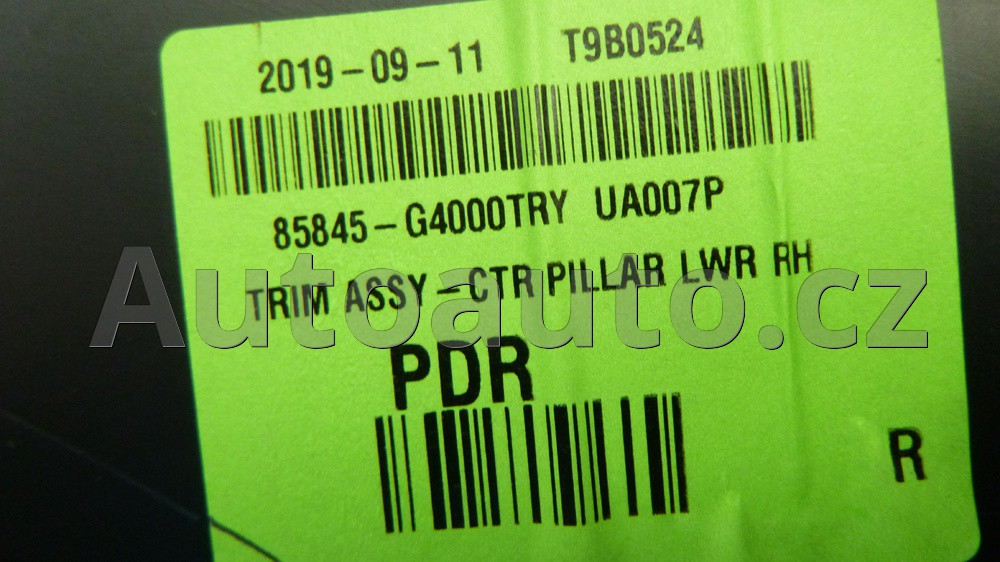 2019-09-11 T9B0524
85845-G4000TRY UA007P
TRIM ASSY-CTR PILLAR LWR RH
Autoauto.cz
PDR
R